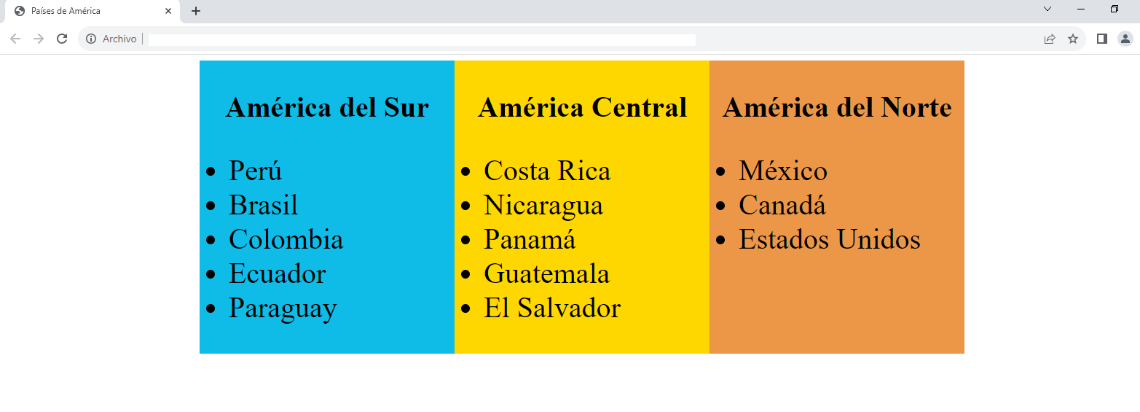 Países de América
Archivo
América del Sur
Perú
Brasil
Colombia
Ecuador
Paraguay
América Central
Costa Rica
Nicaragua
Panamá
Guatemala
El Salvador
América del Norte
México
Canadá
Estados Unidos